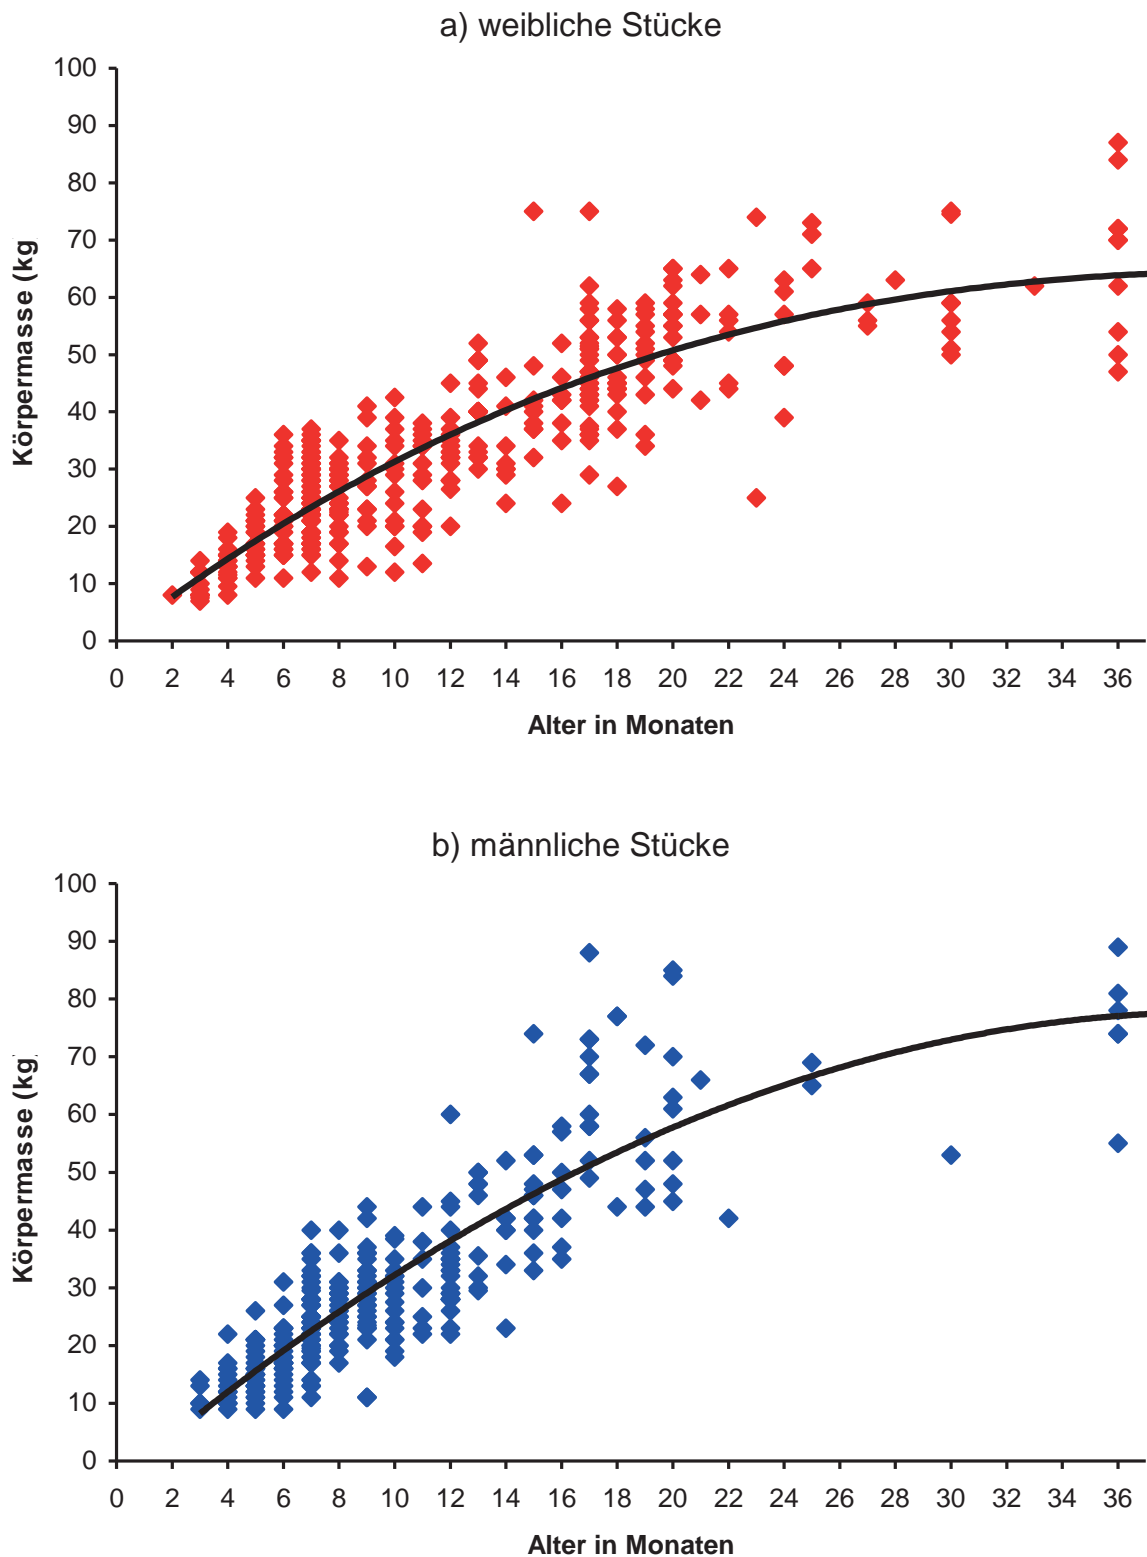 a) weibliche Stücke
100
90
80
70
60
50
40
30
20
10
0
Körpermasse (kg
0 2 4 6 8 10 12 14 16 18 20 22 24 26 28 30 32 34 36
Alter in Monaten
b) männliche Stücke
100
90
80
70
60
50
40
30
20
10
0
Körpermasse (kg
0 2 4 6 8 10 12 14 16 18 20 22 24 26 28 30 32 34 36
Alter in Monaten